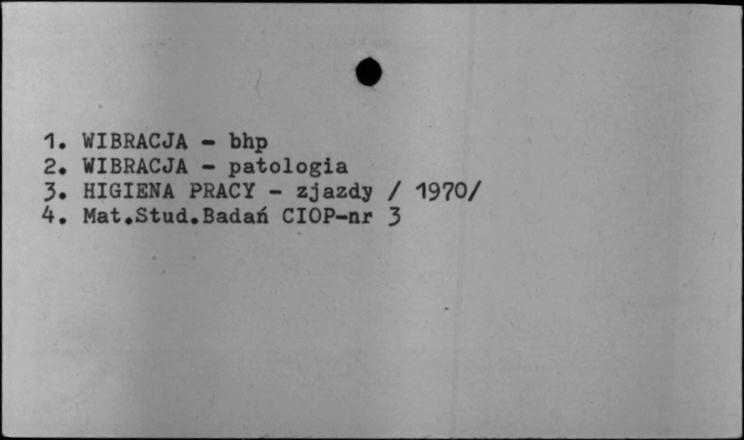 1. WIBRACJA - bhp
2. WIBRACJA - patologia
3. HIGIENA PRACY - zjazdy / 1970/
4. Mat.Stud.Badań CIOP-nr 3